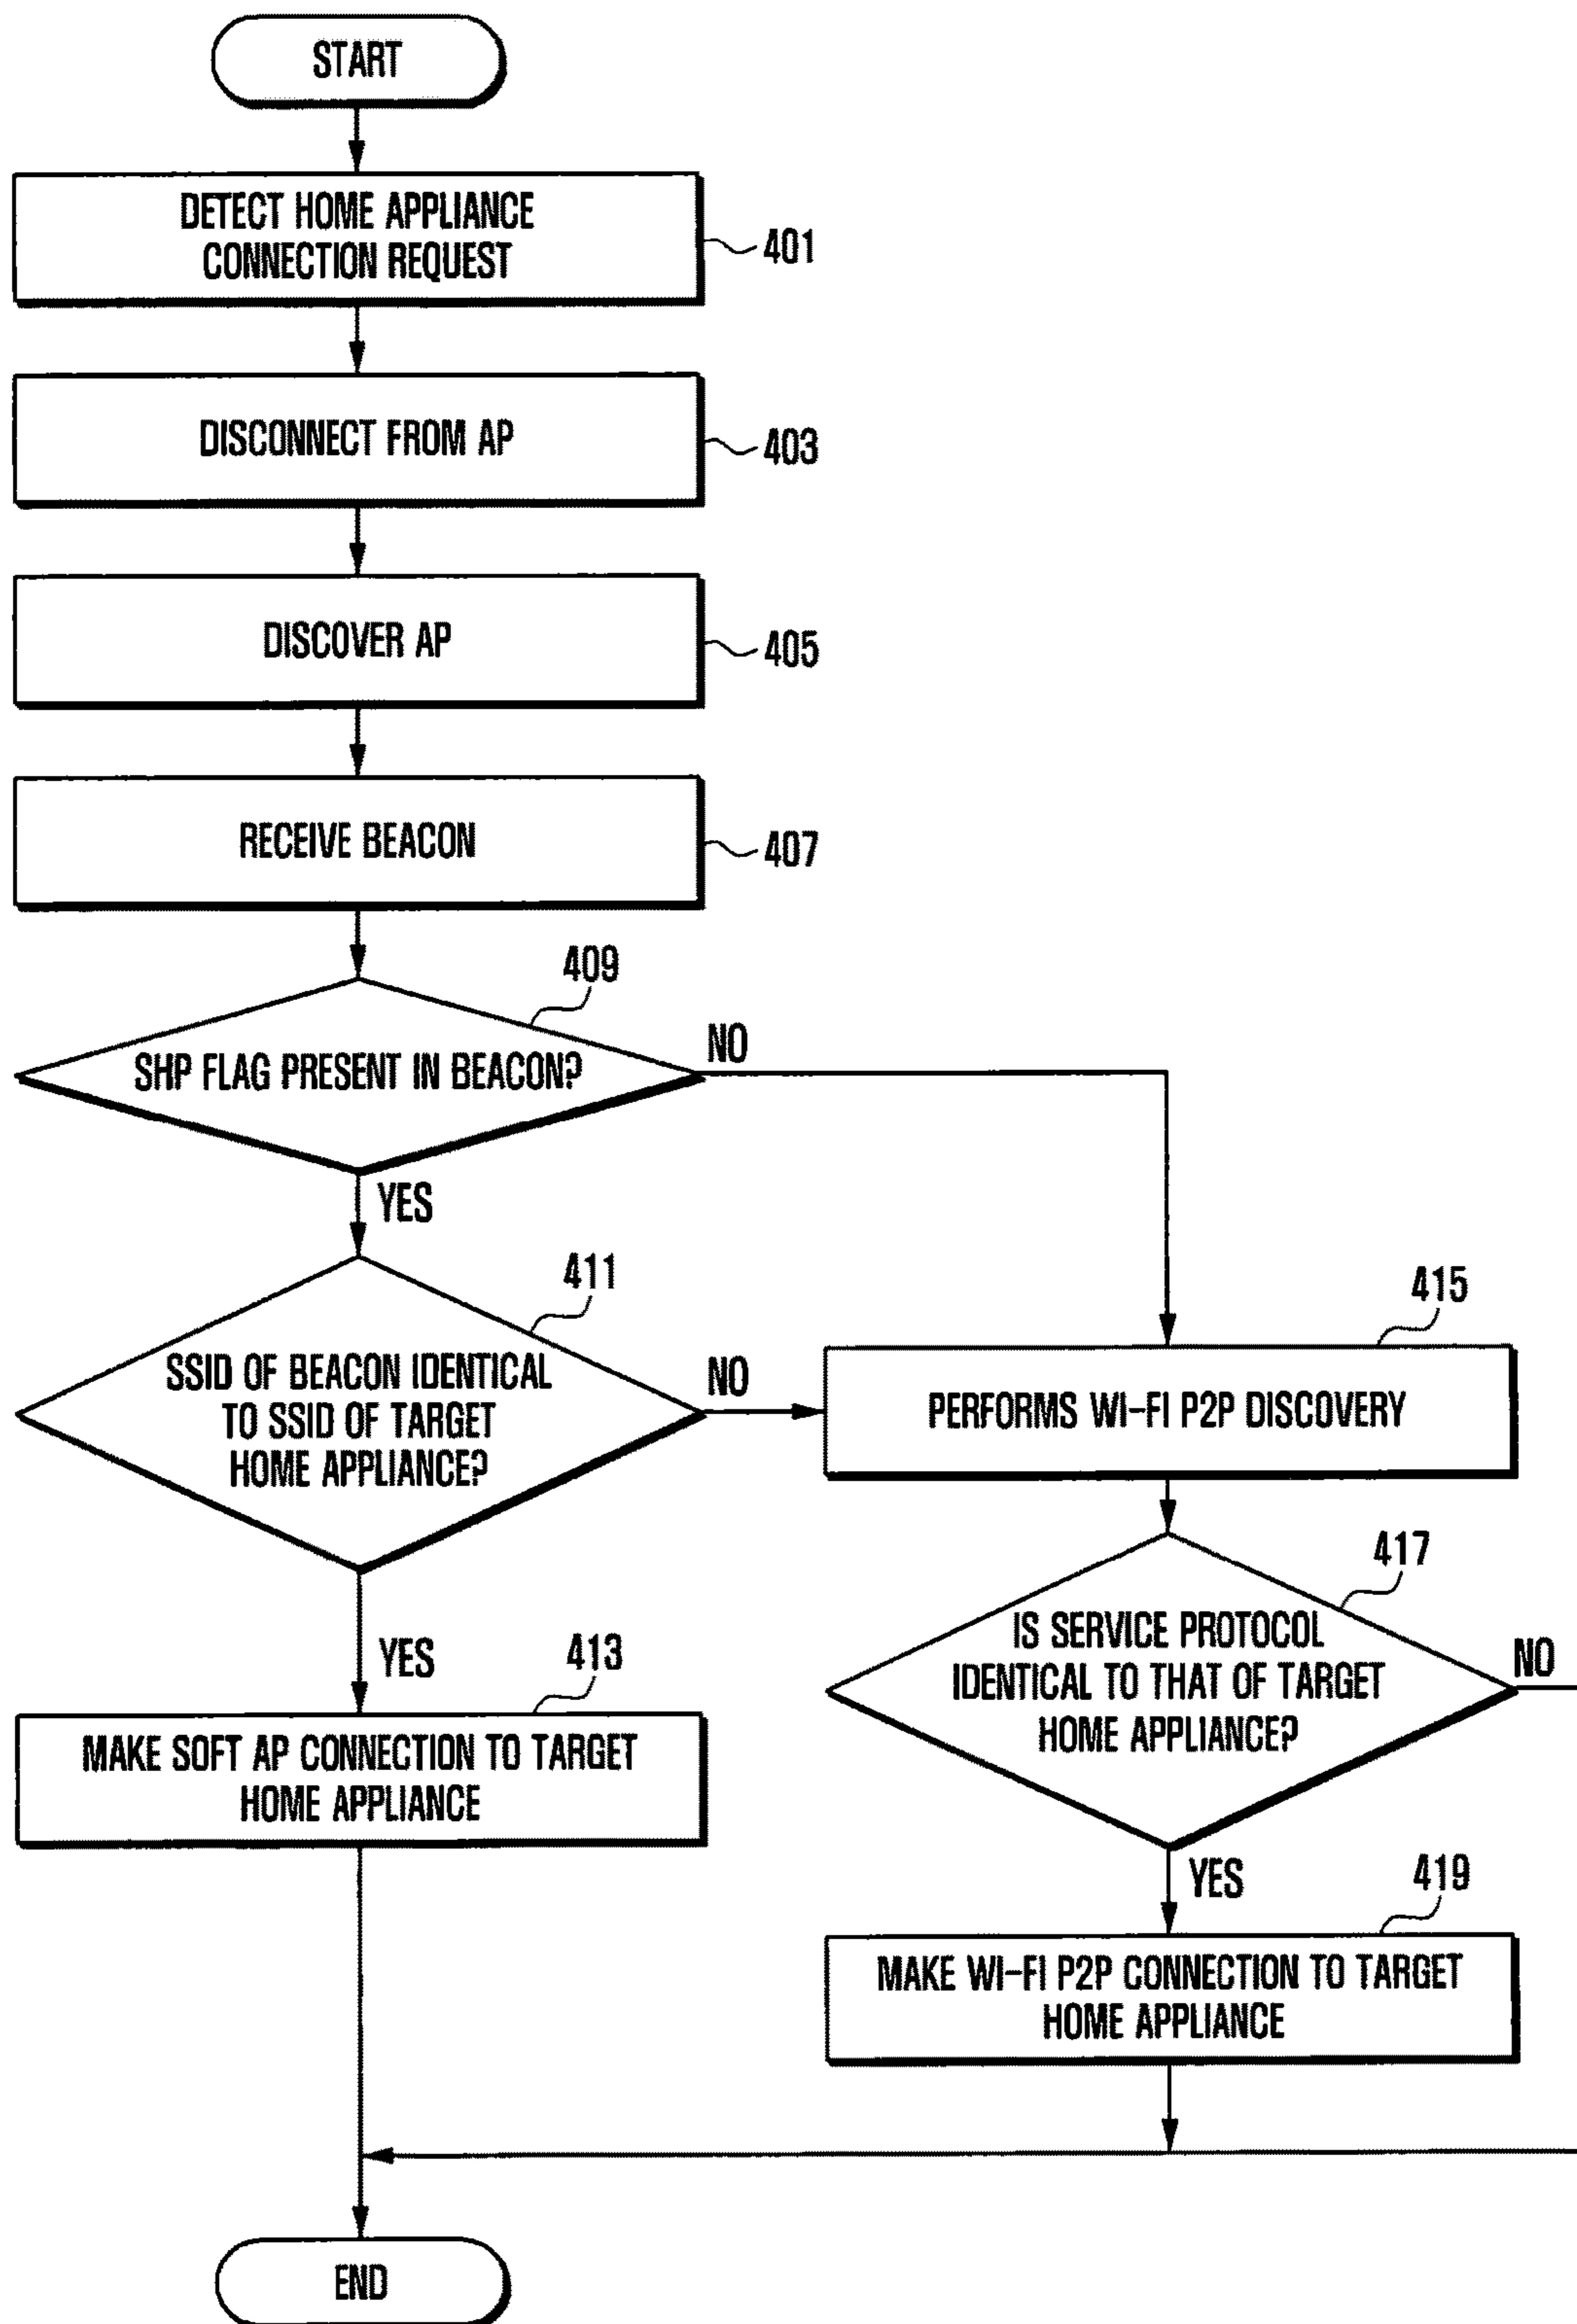 START
DETECT HOME APPLIANCE
CONNECTION REQUEST
401
DISCONNECT FROM AP
403
DISCOVER AP
405
RECEIVE BEACON
407
409
SHP FLAG PRESENT IN BEACON?
NO
YES
411
SSID OF BEACON IDENTICAL
TO SSID OF TARGET
HOME APPLIANCE?
NO
YES
413
MAKE SOFT AP CONNECTION TO TARGET
HOME APPLIANCE
415
PERFORMS WI-FI P2P DISCOVERY
417
IS SERVICE PROTOCOL
IDENTICAL TO THAT OF TARGET
HOME APPLIANCE?
NO
YES
419
MAKE WI-FI P2P CONNECTION TO TARGET
HOME APPLIANCE
END